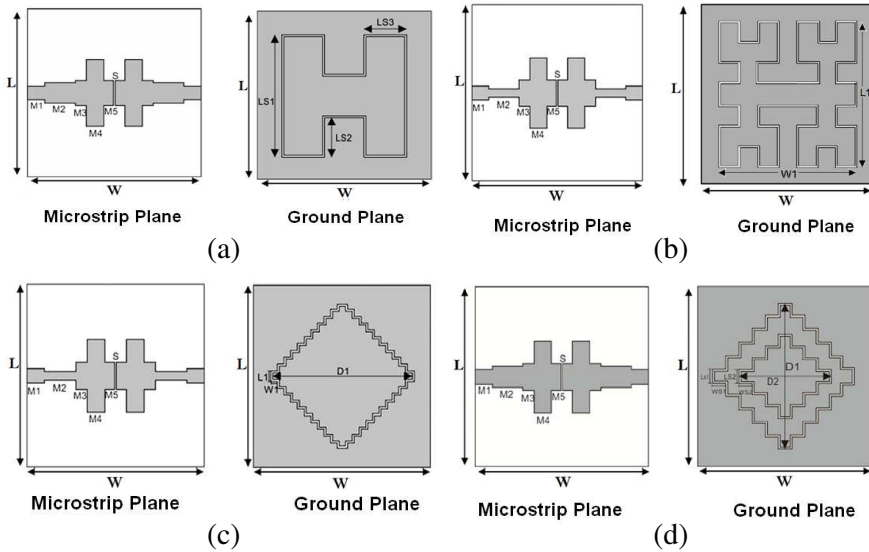 L
M1 M2 M3 M4 M5 S
W
Microstrip Plane
LS1 LS2 LS3
W
Ground Plane
(a)
L
M1 M2 M3 M4 M5 S
W
Microstrip Plane
L
L1
W1
W
Ground Plane
(b)
L
M1 M2 M3 M4 M5 S
W
Microstrip Plane
L
L1
W1
D1
W
Ground Plane
(c)
L
M1 M2 M3 M4 M5 S
W
Microstrip Plane
L
LS2
D1
D2
W
Ground Plane
(d)